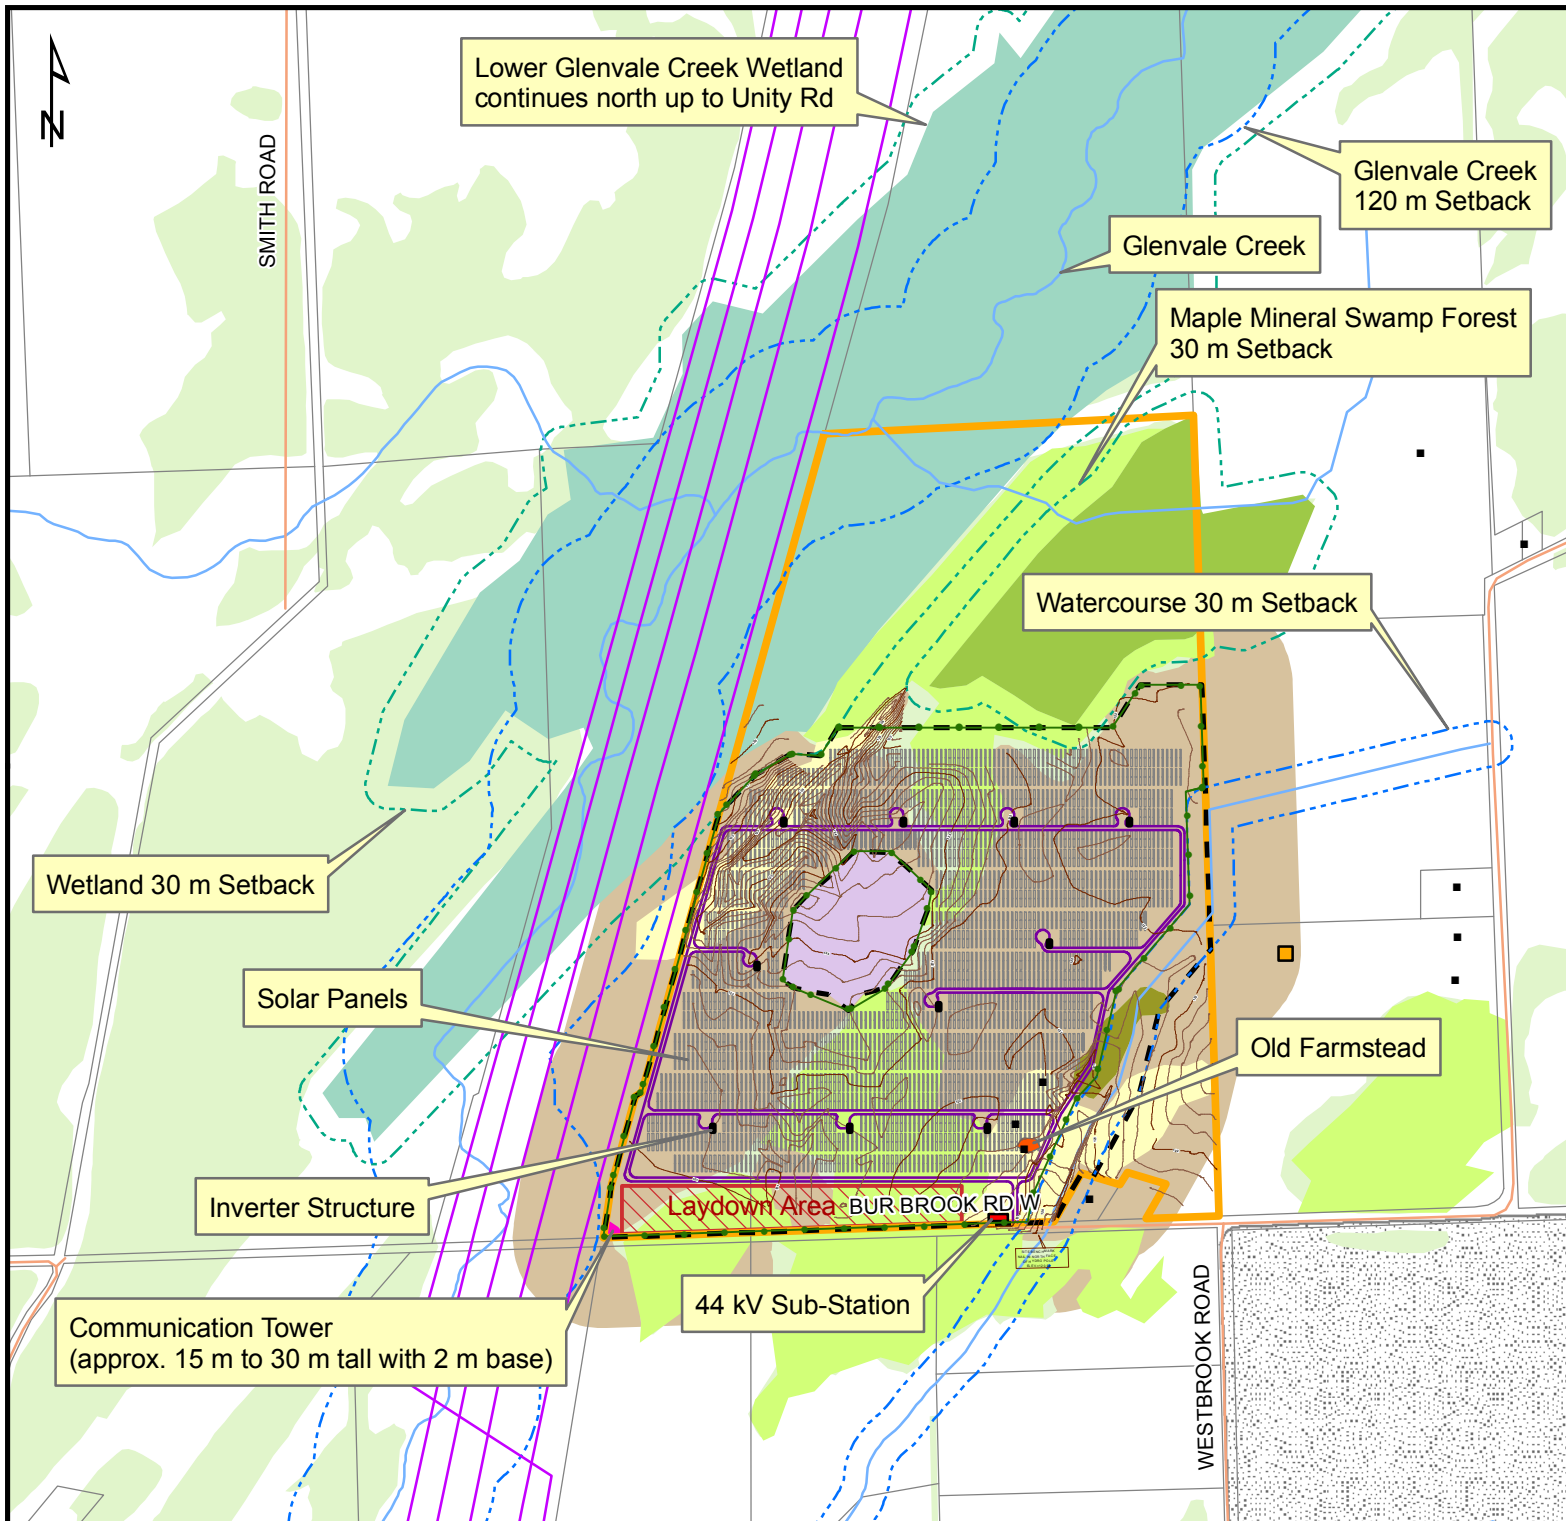 Lower Glenvale Creek Wetland
continues north up to Unity Rd
N
SMITH ROAD
Glenvale Creek
120 m Setback
Glenvale Creek
Maple Mineral Swamp Forest
30 m Setback
Watercourse 30 m Setback
Wetland 30 m Setback
Solar Panels
Old Farmstead
Inverter Structure
Laydown Area
BUR BROOK RD W
44 kV Sub-Station
WESTBROOK ROAD
Communication Tower
(approx. 15 m to 30 m tall with 2 m base)